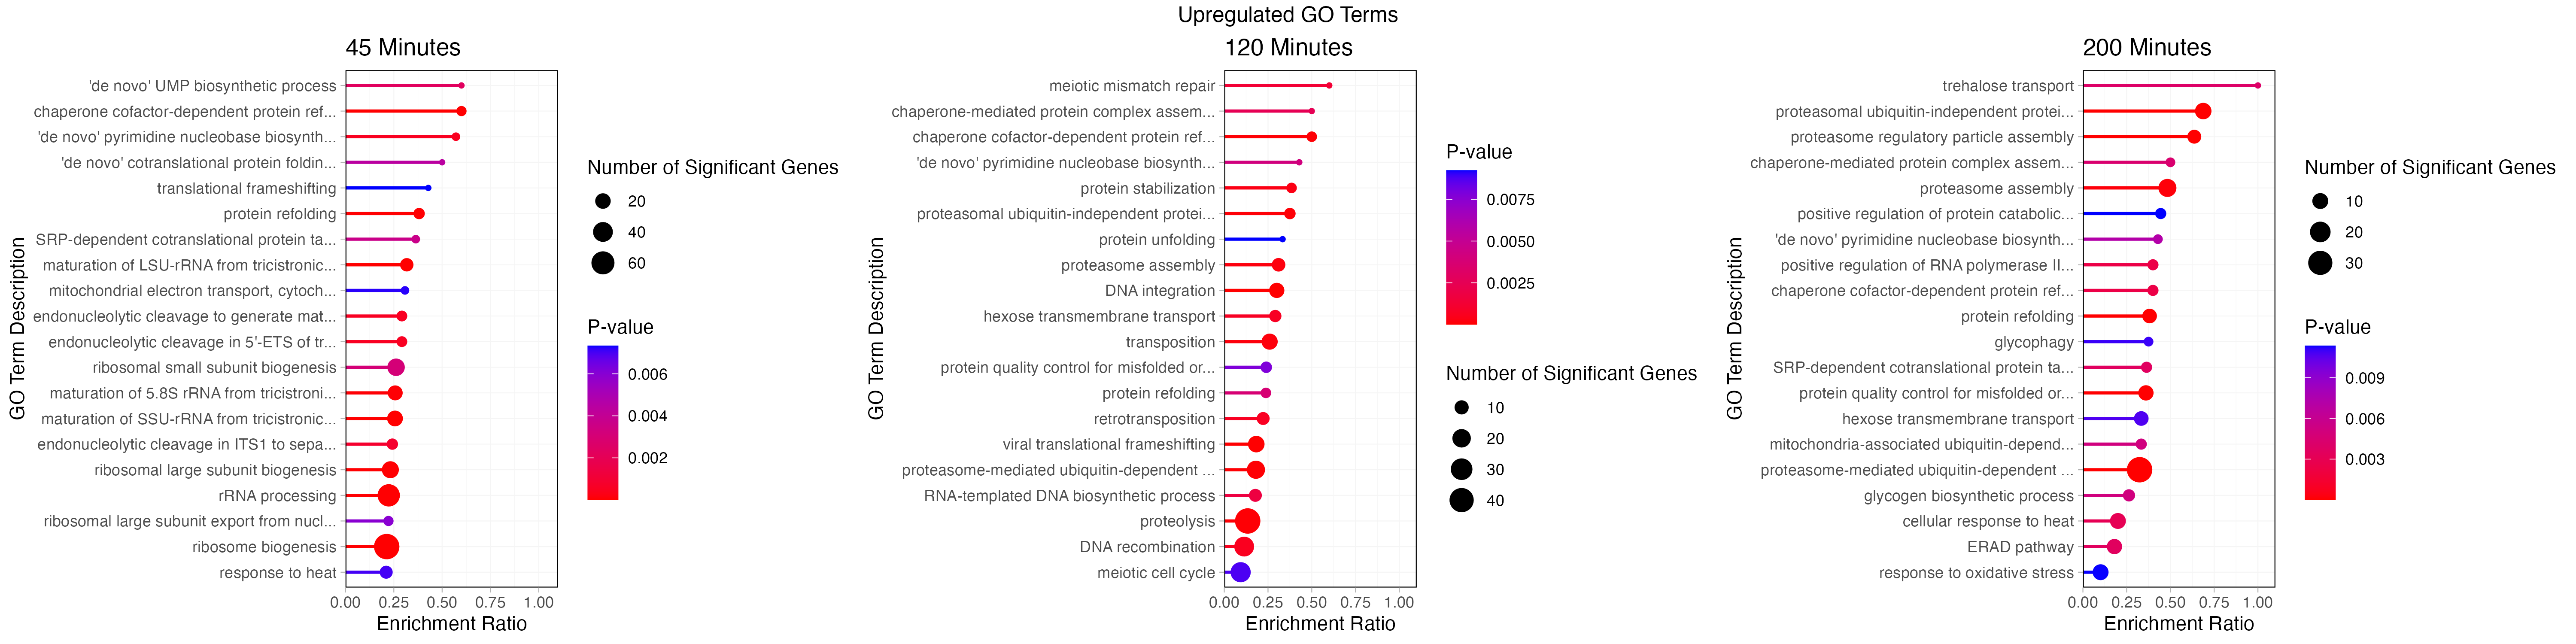 Upregulated GO Terms
45 Minutes
GO Term Description
'de novo' UMP biosynthetic process
chaperone cofactor-dependent protein ref...
'de novo' pyrimidine nucleobase biosynth...
'de novo' cotranslational protein foldin...
translational frameshifting
protein refolding
SRP-dependent cotranslational protein ta...
maturation of LSU-rRNA from tricistronic...
mitochondrial electron transport, cytoch...
endonucleolytic cleavage to generate mat...
endonucleolytic cleavage in 5'-ETS of tr...
ribosomal small subunit biogenesis
maturation of 5.8S rRNA from tricistroni...
maturation of SSU-rRNA from tricistronic...
endonucleolytic cleavage in ITS1 to sepa...
ribosomal large subunit biogenesis
rRNA processing
ribosomal large subunit export from nucl...
ribosome biogenesis
response to heat
0.00 0.25 0.50 0.75 1.00
Enrichment Ratio
Number of Significant Genes
20
40
60
P-value
0.006
0.004
0.002
120 Minutes
GO Term Description
meiotic mismatch repair
chaperone-mediated protein complex assem...
chaperone cofactor-dependent protein ref...
'de novo' pyrimidine nucleobase biosynth...
protein stabilization
proteasomal ubiquitin-independent protei...
protein unfolding
proteasome assembly
DNA integration
hexose transmembrane transport
transposition
protein quality control for misfolded or...
protein refolding
retrotransposition
viral translational frameshifting
proteasome-mediated ubiquitin-dependent ...
RNA-templated DNA biosynthetic process
proteolysis
DNA recombination
meiotic cell cycle
0.00 0.25 0.50 0.75 1.00
Enrichment Ratio
P-value
0.0075
0.0050
0.0025
Number of Significant Genes
10
20
30
40
200 Minutes
GO Term Description
trehalose transport
proteasomal ubiquitin-independent protei...
proteasome regulatory particle assembly
chaperone-mediated protein complex assem...
proteasome assembly
positive regulation of protein catabolic...
'de novo' pyrimidine nucleobase biosynth...
positive regulation of RNA polymerase II...
chaperone cofactor-dependent protein ref...
protein refolding
glycophagy
SRP-dependent cotranslational protein ta...
protein quality control for misfolded or...
hexose transmembrane transport
mitochondria-associated ubiquitin-depend...
proteasome-mediated ubiquitin-dependent ...
glycogen biosynthetic process
cellular response to heat
ERAD pathway
response to oxidative stress
0.00 0.25 0.50 0.75 1.00
Enrichment Ratio
Number of Significant Genes
10
20
30
P-value
0.009
0.006
0.003